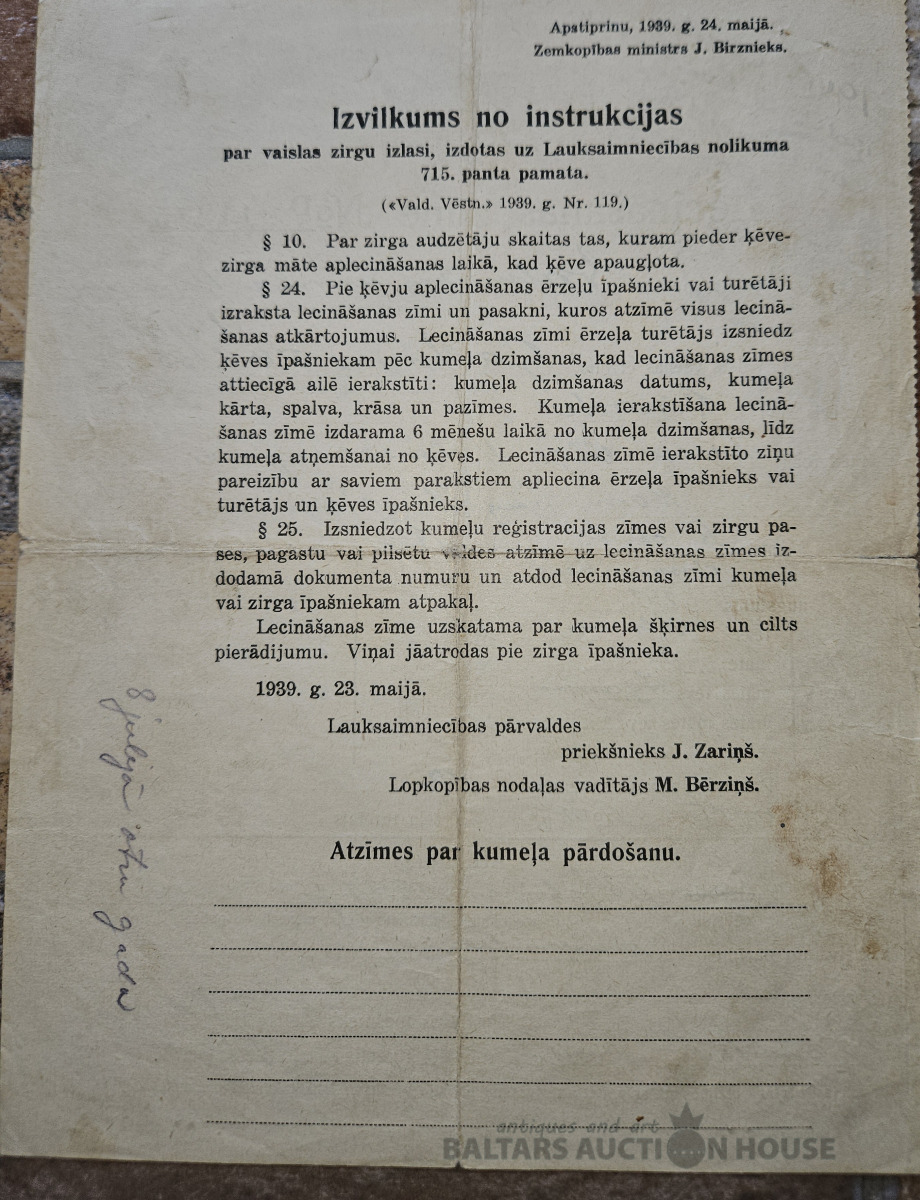 Apstiprinu, 1939. g. 24. maijā.
Zemkopības ministrs J. Birznieks.
Izvilkums no instrukcijas
par vaislas zirgu izlasi, izdotas uz Lauksaimniecības nolikuma
715. panta pamata.
(«Vald. Vēstn.» 1939. g. Nr. 119.)
§ 10. Par zirga audzētāju skaitas tas, kuram pieder ķēve-
zirga māte aplecināšanas laikā, kad ķēve apaugļota.
§ 24. Pie ķēvju aplecināšanas ērzeļu īpašnieki vai turētāji
izraksta lecināšanas zīmi un pasakni, kuros atzīmē visus lecinā-
šanas atkārtojumus. Lecināšanas zīmi ērzeļa turētājs izsniedz
ķēves īpašniekam pēc kumeļa dzimšanas, kad lecināšanas zīmes
attiecīgā ailē ierakstīti: kumeļa dzimšanas datums, kumeļa
kārta, spalva, krāsa un pazīmes. Kumeļa ierakstīšana lecinā-
šanas zīmē izdarama 6 mēnešu laikā no kumeļa dzimšanas, līdz
kumeļa atņemšanai no ķēves. Lecināšanas zīmē ierakstīto ziņu
pareizību ar saviem parakstiem apliecina ērzeļa īpašnieks vai
turētājs un ķēves īpašnieks.
§ 25. Izsniedzot kumeļu reģistracijas zīmes vai zirgu pa-
ses, pagastu vai pilsētu valdes atzīmē uz lecināšanas zīmes iz-
dodamā dokumenta numuru un atdod lecināšanas zīmi kumeļa
vai zirga īpašniekam atpakaļ.
Lecināšanas zīme uzskatama par kumeļa šķirnes un cilts
pierādījumu. Viņai jāatrodas pie zirga īpašnieka.
1939. g. 23. maijā.
Lauksaimniecības pārvaldes
priekšnieks J. Zariņš.
Lopkopības nodaļas vadītājs M. Bērziņš.
8 julijā otru gada
Atzīmes par kumeļa pārdošanu.
antiques and art
BALTARS AUCTION HOUSE